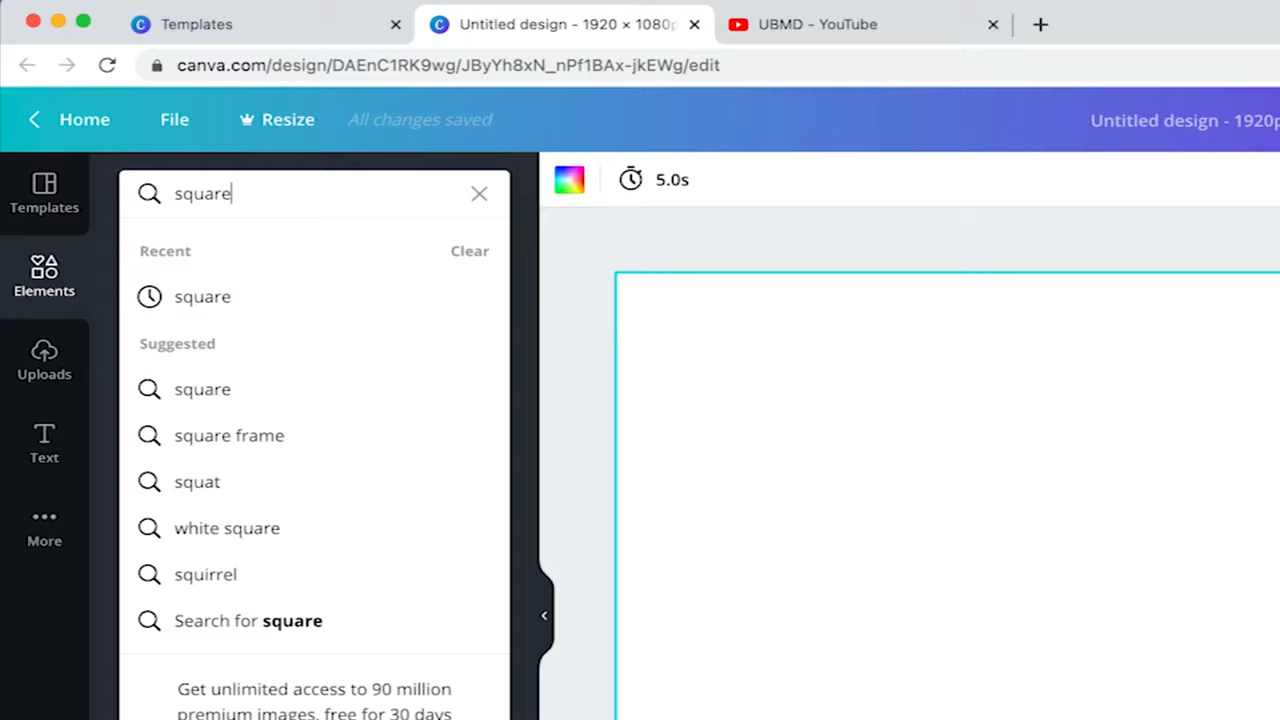 Templates
Untitled design - 1920 × 1080p
UBMD - YouTube
canva.com/design/DAEnC1RK9wg/JByYh8xN_nPf1BAx-jkEWg/edit
Home
File
Resize
All changes saved
Untitled design - 1920p
Templates
Elements
Uploads
Text
More
square
Recent
Clear
square
Suggested
square
square frame
squat
white square
squirrel
Search for square
Get unlimited access to 90 million
premium images, free for 30 days
5.0s